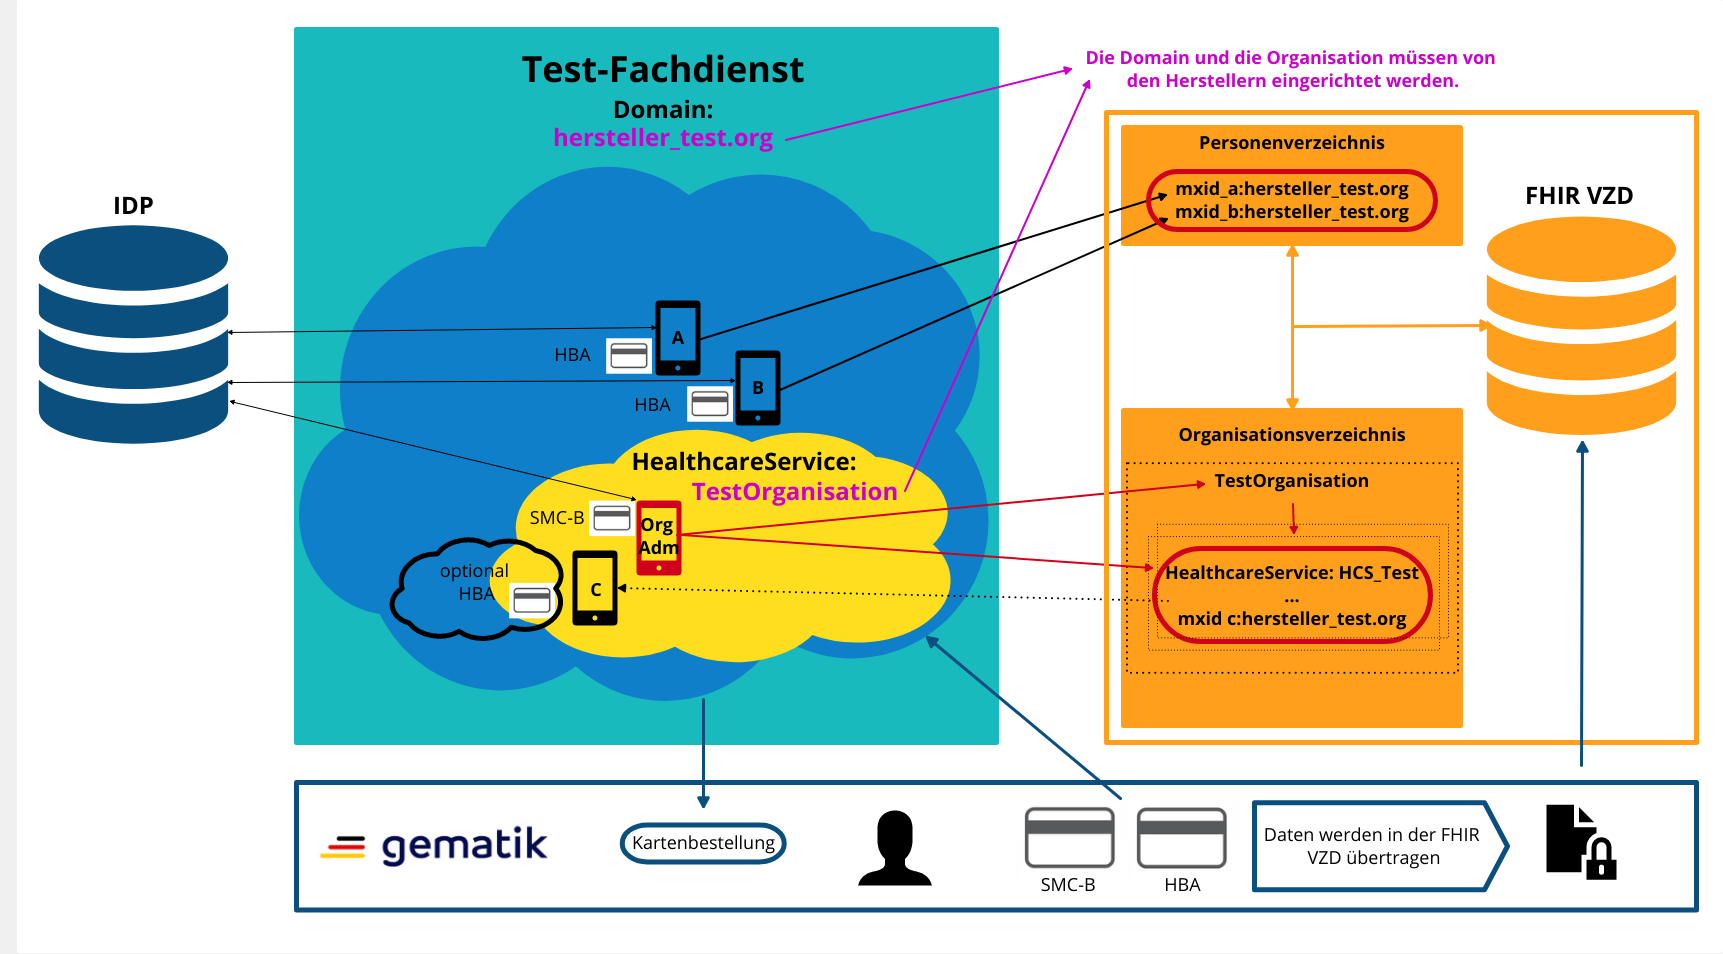 Test-Fachdienst
Domain:
hersteller_test.org
Die Domain und die Organisation müssen von
den Herstellern eingerichtet werden.
IDP
Personenverzeichnis
mxid_a:hersteller_test.org
mxid_b:hersteller_test.org
FHIR VZD
A
HBA
B
HBA
HealthcareService:
TestOrganisation
SMC-B
Org
Adm
optional
HBA
C
Organisationsverzeichnis
TestOrganisation
HealthcareService: HCS_Test
...
mxid c:hersteller_test.org
gematik
Kartenbestellung
SMC-B
HBA
Daten werden in der FHIR
VZD übertragen